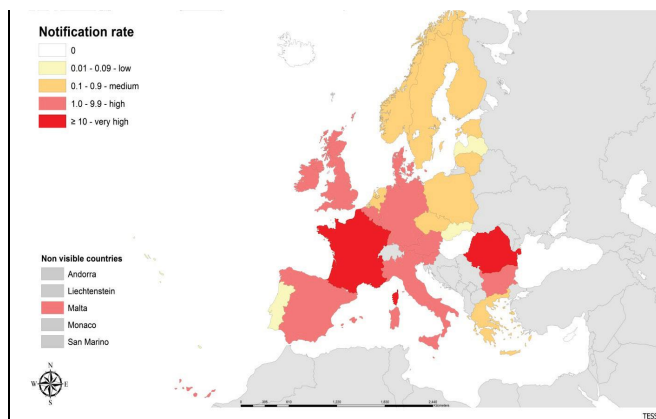 Notification rate
0
0.01 - 0.09 - low
0.1 - 0.9 - medium
1.0 - 9.9 - high
≥ 10 - very high
Non visible countries
Andorra
Liechtenstein
Malta
Monaco
San Marino
N
W E
S
TESS